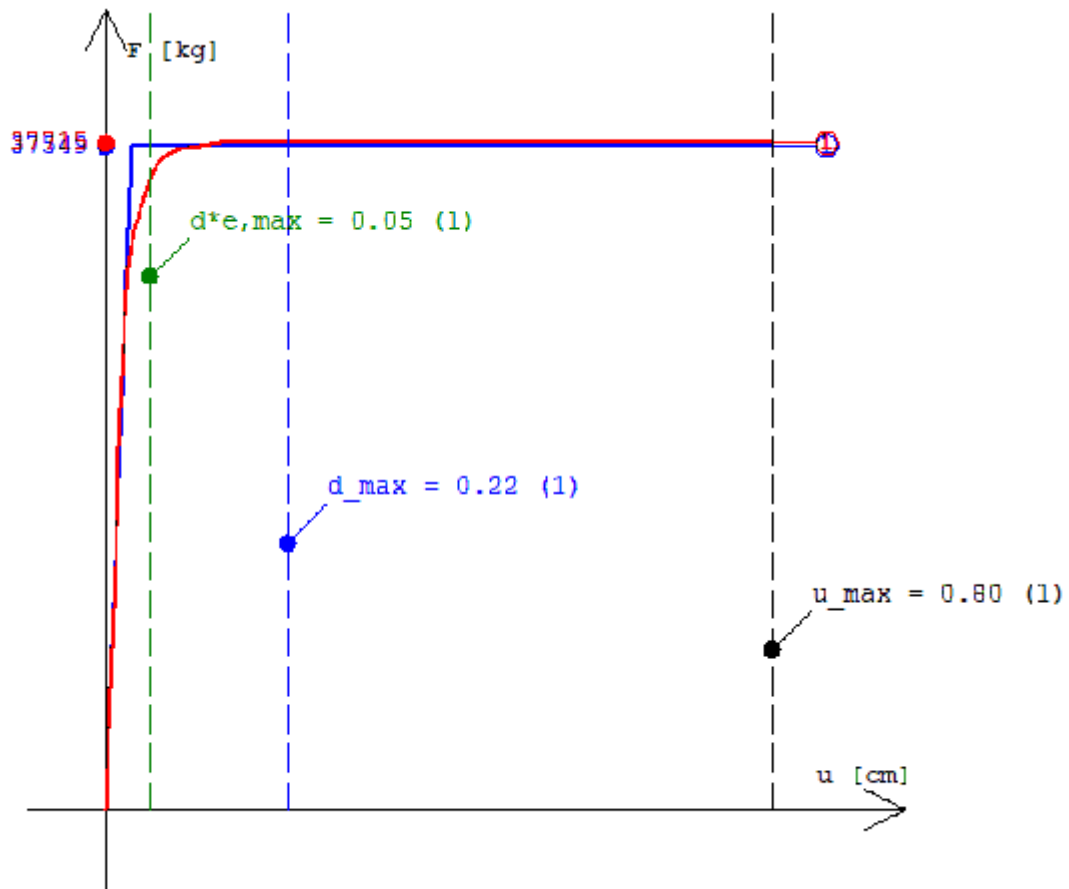 F [kg]
d*e,max = 0.05 (1)
d_max = 0.22 (1)
u_max = 0.80 (1)
u [cm]